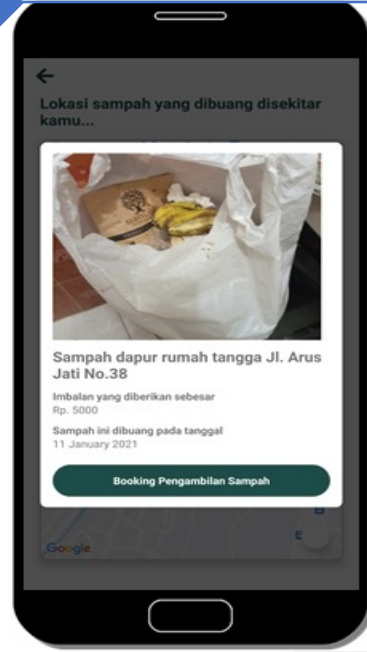 Lokasi sampah yang dibuang disekitar
kamu...
Sampah dapur rumah tangga Jl. Arus
Jati No.38
Imbalan yang diberikan sebesar
Rp. 5000
Sampah ini dibuang pada tanggal
11 January 2021
Booking Pengambilan Sampah
Google